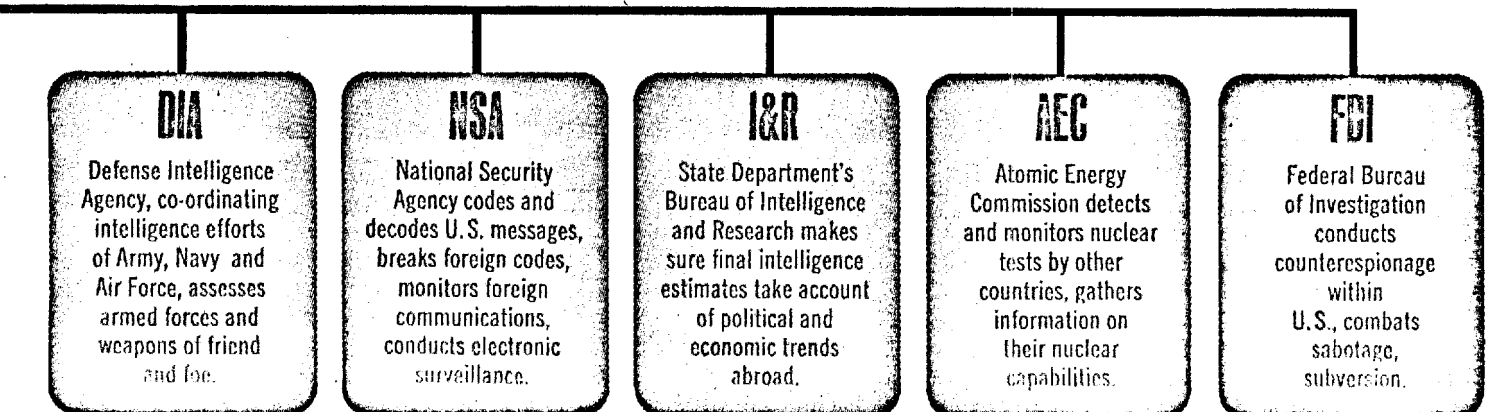 DIA
Defense Intelligence
Agency, co-ordinating
intelligence efforts
of Army, Navy and
Air Force, assesses
armed forces and
weapons of friend
and foe.
NSA
National Security
Agency codes and
decodes U.S. messages,
breaks foreign codes,
monitors foreign
communications,
conducts electronic
surveillance.
I&R
State Department's
Bureau of Intelligence
and Research makes
sure final intelligence
estimates take account
of political and
economic trends
abroad.
AEC
Atomic Energy
Commission detects
and monitors nuclear
tests by other
countries, gathers
information on
their nuclear
capabilities.
FBI
Federal Bureau
of Investigation
conducts
counterespionage
within
U.S., combats
sabotage,
subversion.